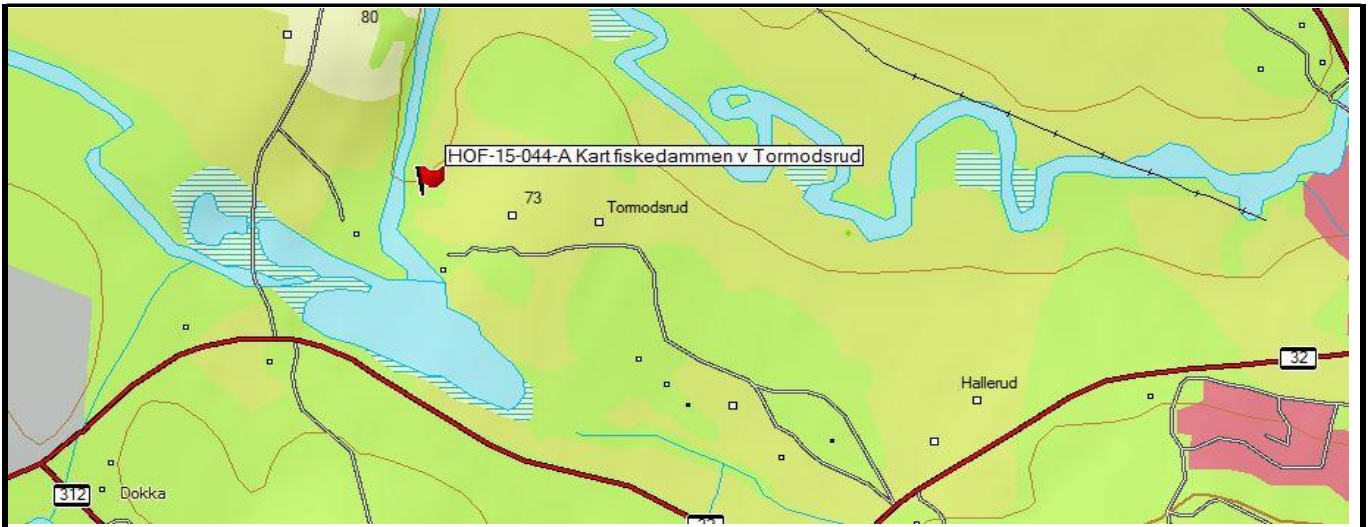 80
HOF-15-044-A Kart fiskedammen v Tormodsrud
73
Tormodsrud
32
Hallerud
312
Dokka